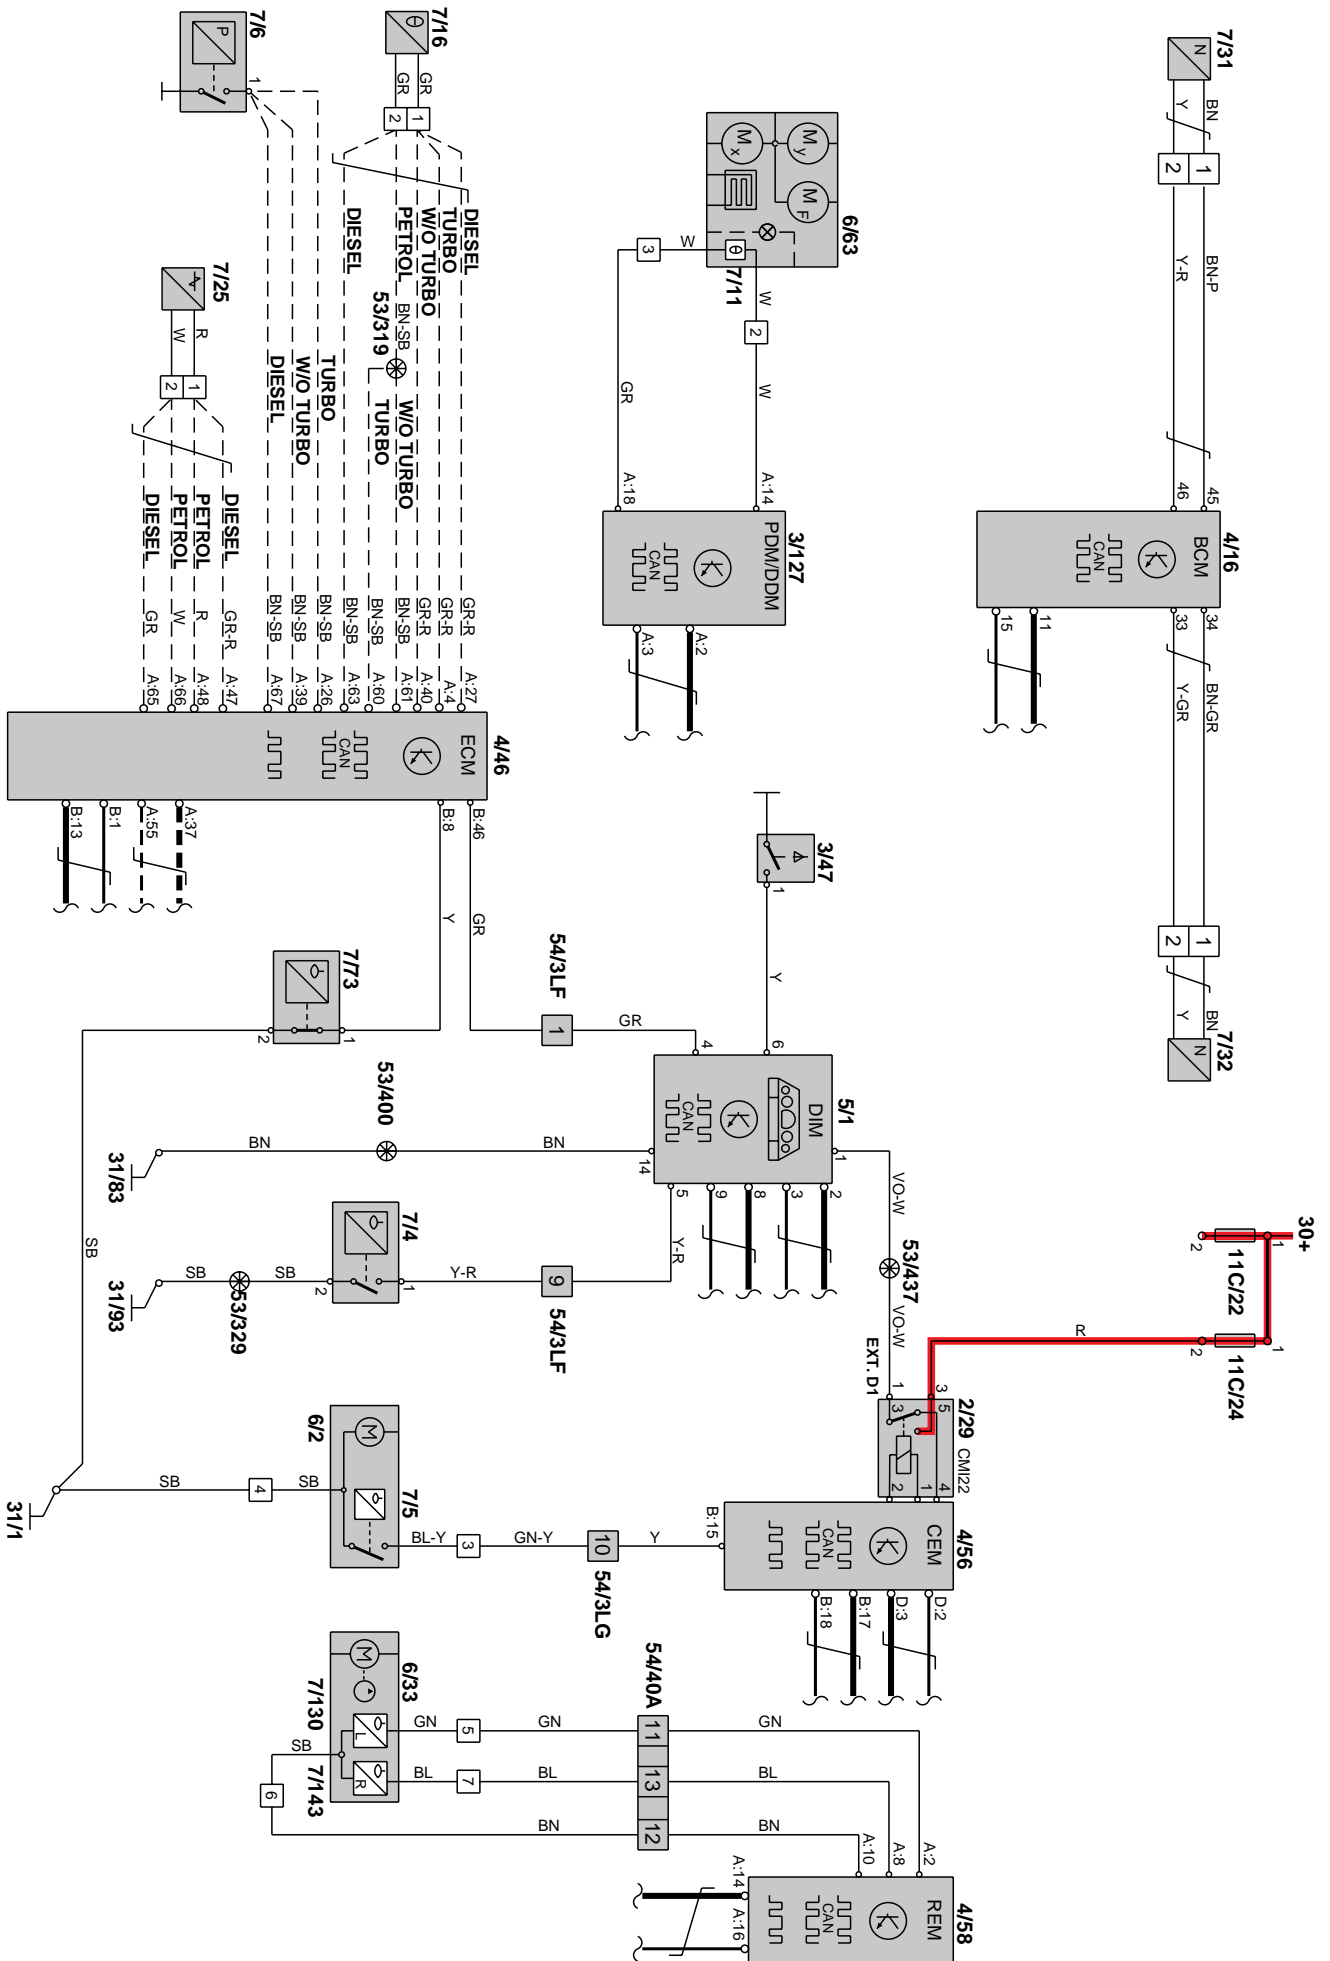 7/31
N
BN
Y
1
2
BN-P
Y-R
45
46
4/16
BCM
CAN
11
15
34
33
BN-GR
Y-GR
1
2
BN
Y
7/32
N
6/63
M y
M x
M F
θ
7/11
W
3
W
2
GR
W
A:18
A:14
3/127
PDM/DDM
CAN
A:2
A:3
7/16
θ
GR
GR
1
2
7/6
P
1
DIESEL
TURBO
W/O TURBO
PETROL
DIESEL
BN-SB
53/319
W/O TURBO
TURBO
TURBO
W/O TURBO
DIESEL
7/25
R
W
1
2
DIESEL
PETROL
PETROL
DIESEL
GR-R
GR-R
GR-R
BN-SB
BN-SB
BN-SB
BN-SB
BN-SB
BN-SB
GR-R
R
W
GR
A:27
A:4
A:40
A:61
A:60
A:63
A:26
A:39
A:67
A:47
A:48
A:66
A:65
4/46
ECM
CAN
B:46
B:8
A:37
A:55
B:1
B:13
GR
Y
3/47
1
Y
54/3LF
1
GR
7/73
1
2
SB
6
4
5/1
DIM
CAN
1
2
3
8
9
14
5
53/400
BN
BN
31/83
VO-W
53/437
VO-W
7/4
1
2
Y-R
9
54/3LF
Y-R
SB
53/329
SB
31/93
30+
1
2
11C/22
1
2
11C/24
R
EXT. D1
1
3
2/29
CMI22
3
5
2
1
4
4/56
CEM
CAN
B:15
D:2
D:3
B:17
B:18
6/2
M
7/5
SB
4
SB
31/1
BL-Y
3
GN-Y
10
54/3LG
Y
6/33
M
7/130
L
7/143
R
SB
6
GN
5
GN
BL
7
BL
BN
54/40A
11
13
12
GN
BL
BN
A:2
A:8
A:10
4/58
REM
CAN
A:14
A:16